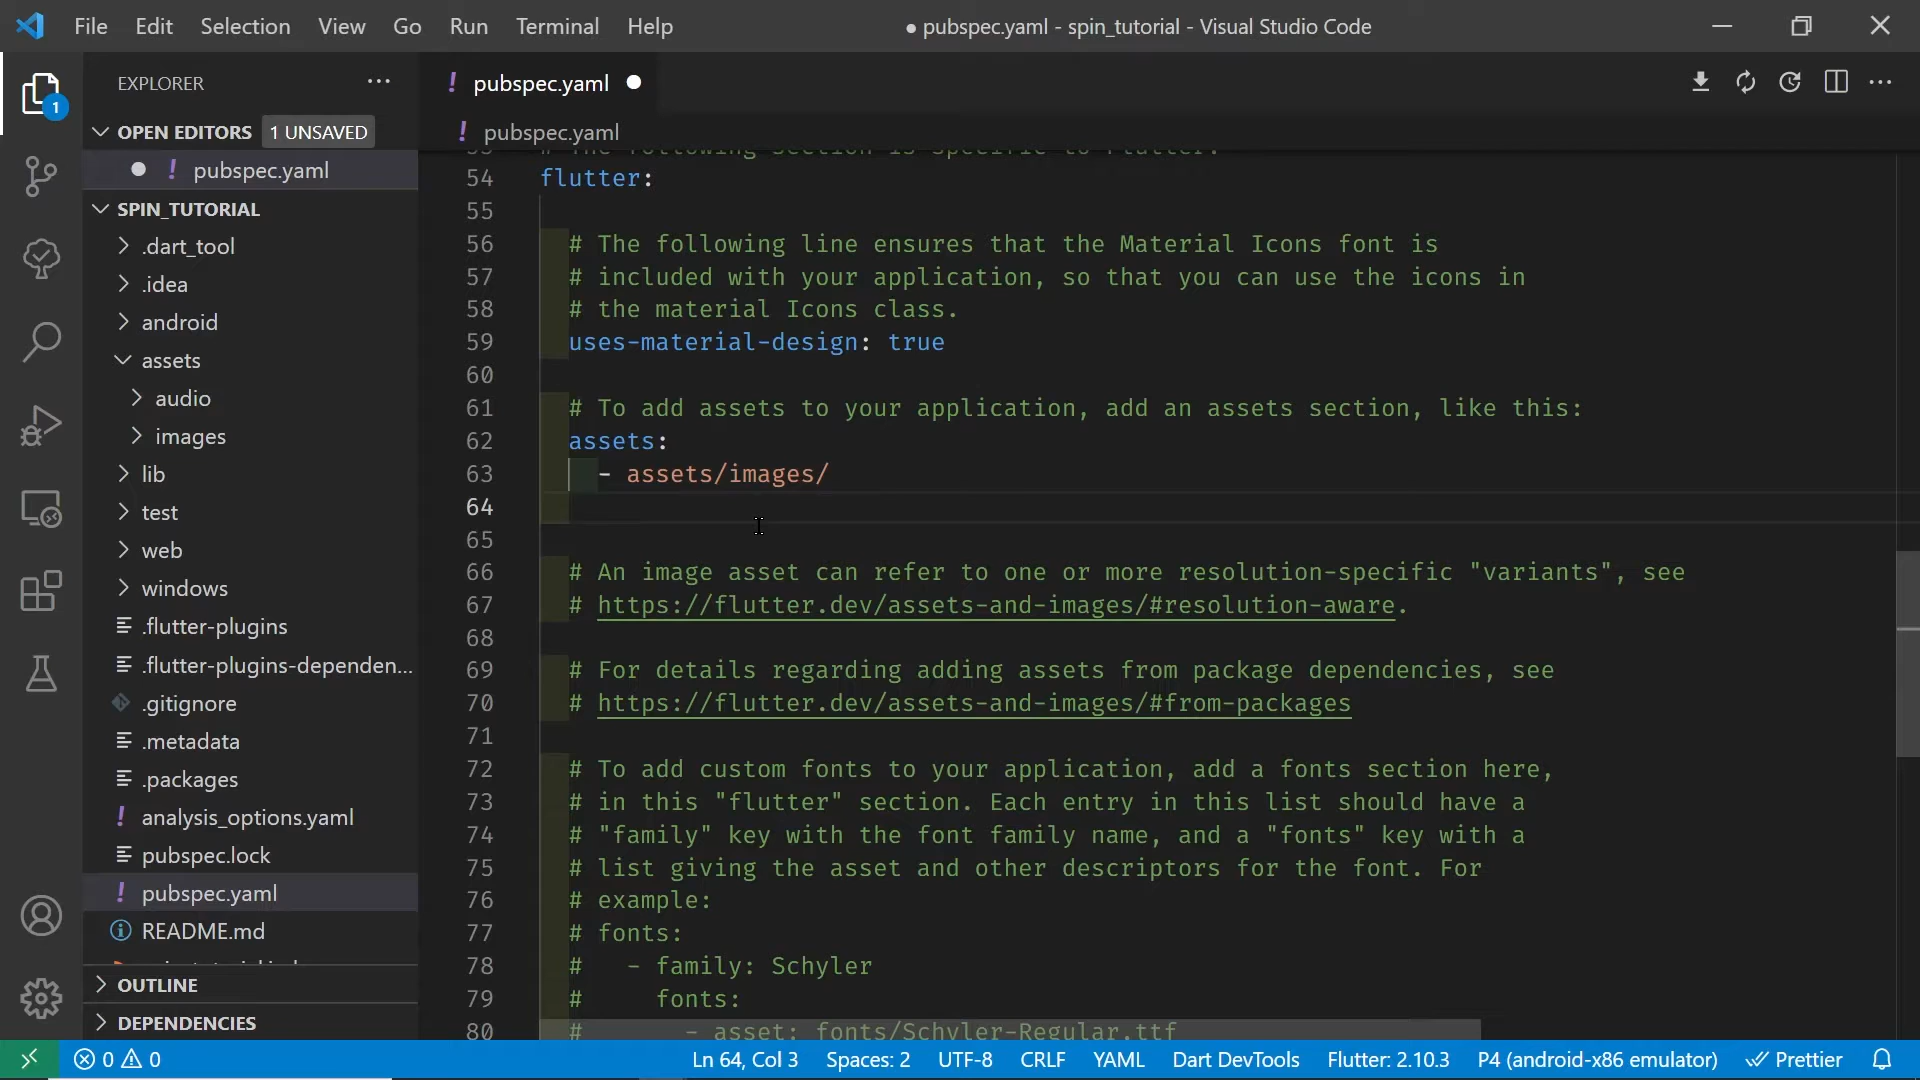 File Edit Selection View Go Run Terminal Help
● pubspec.yaml - spin_tutorial - Visual Studio Code
1
EXPLORER
OPEN EDITORS 1 UNSAVED
! pubspec.yaml
SPIN_TUTORIAL
.dart_tool
.idea
android
assets
audio
images
lib
test
web
windows
.flutter-plugins
.flutter-plugins-dependen...
.gitignore
.metadata
.packages
! analysis_options.yaml
pubspec.lock
! pubspec.yaml
README.md
OUTLINE
DEPENDENCIES
! pubspec.yaml
! pubspec.yaml
# The following section is specific to Flutter.
54 flutter:
55
56 # The following line ensures that the Material Icons font is
57 # included with your application, so that you can use the icons in
58 # the material Icons class.
59 uses-material-design: true
60
61 # To add assets to your application, add an assets section, like this:
62 assets:
63 - assets/images/
64
65
66 # An image asset can refer to one or more resolution-specific "variants", see
67 # https://flutter.dev/assets-and-images/#resolution-aware.
68
69 # For details regarding adding assets from package dependencies, see
70 # https://flutter.dev/assets-and-images/#from-packages
71
72 # To add custom fonts to your application, add a fonts section here,
73 # in this "flutter" section. Each entry in this list should have a
74 # "family" key with the font family name, and a "fonts" key with a
75 # list giving the asset and other descriptors for the font. For
76 # example:
77 # fonts:
78 # - family: Schyler
79 # fonts:
80 # - asset: fonts/Schyler-Regular.ttf
0 0 Ln 64, Col 3 Spaces: 2 UTF-8 CRLF YAML Dart DevTools Flutter: 2.10.3 P4 (android-x86 emulator) Prettier